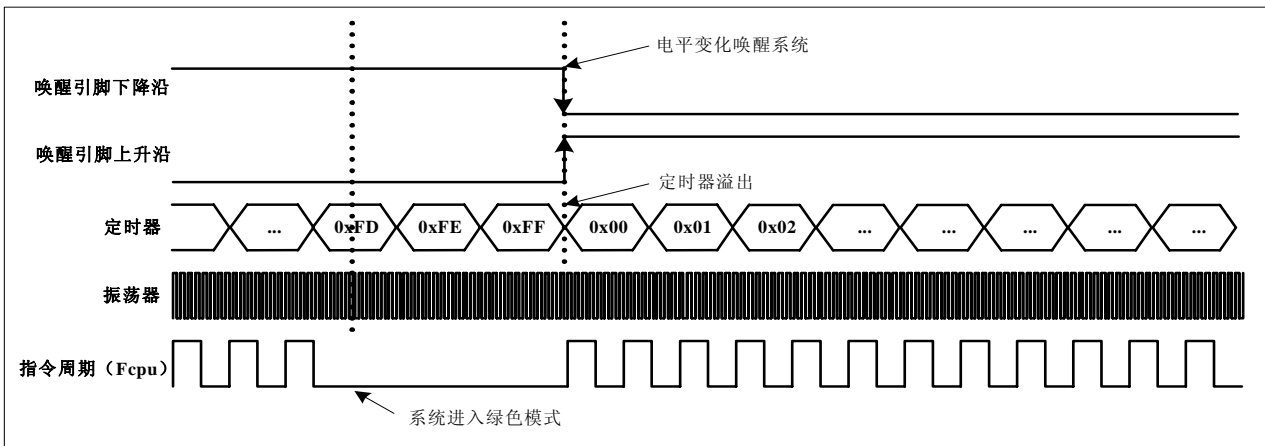 电平变化唤醒系统
唤醒引脚下降沿
唤醒引脚上升沿
定时器溢出
定时器 ... 0xFD 0xFE 0xFF 0x00 0x01 0x02 ... ... ... ... ...
振荡器
指令周期（Fcpu）
系统进入绿色模式